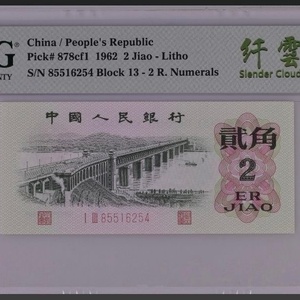 G
China / People's Republic
纤雲
NTY
Pick# 878cf1 1962 2 Jiao - Litho
S/N 85516254 Block 13 - 2 R. Numerals
Slender Cloud
中國人民銀行
貳角
2
ER
JIAO
85516254